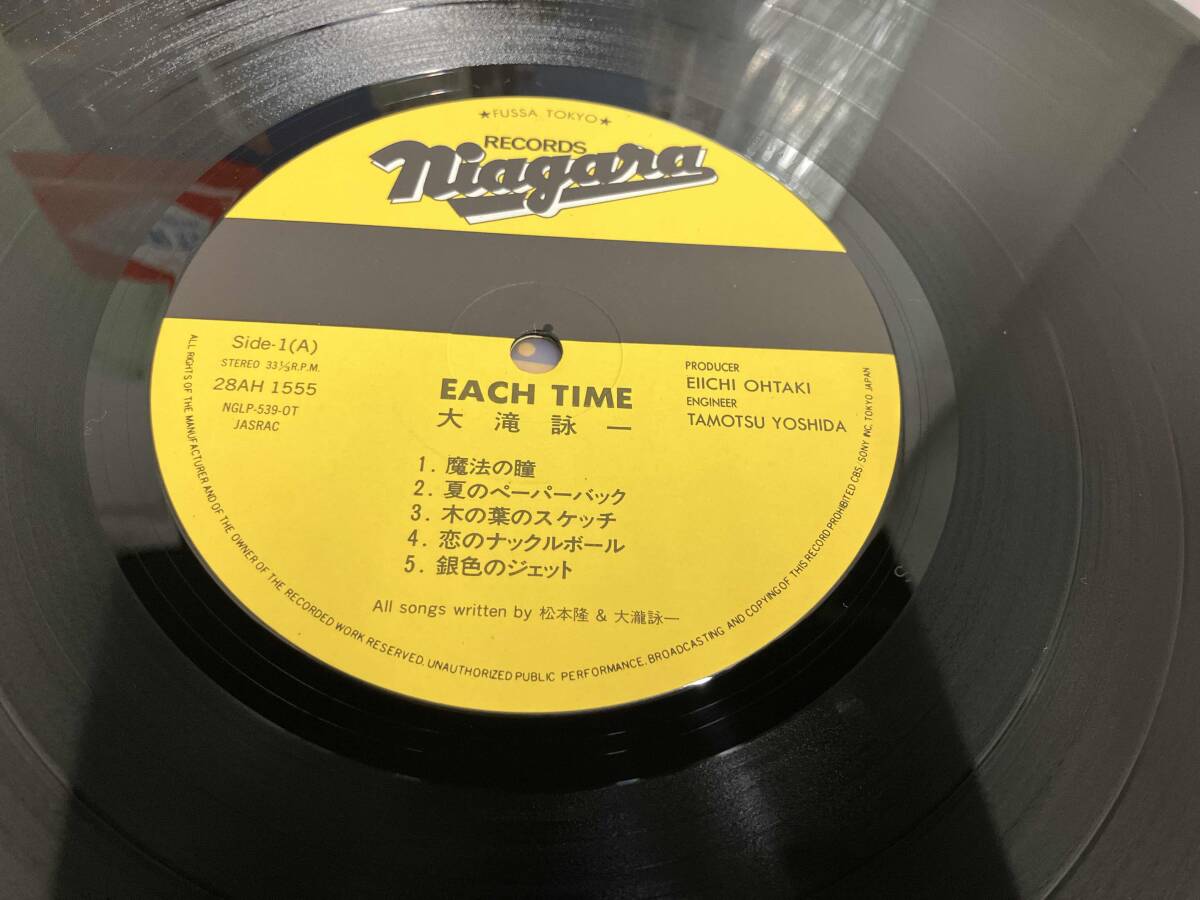 ★FUSSA, TOKYO★
RECORDS
Niagara
Side-1(A)
STEREO 33⅓R.P.M.
28AH 1555
NGLP-539-OT
JASRAC
EACH TIME
大滝詠一
PRODUCER
EIICHI OHTAKI
ENGINEER
TAMOTSU YOSHIDA
1. 魔法の瞳
2. 夏のペーパーバック
3. 木の葉のスケッチ
4. 恋のナックルボール
5. 銀色のジェット
All songs written by 松本隆 & 大瀧詠一
ALL RIGHTS OF THE MANUFACTURER AND OF THE OWNER OF THE RECORDED WORK RESERVED. UNAUTHORIZED PUBLIC PERFORMANCE. BROADCASTING AND COPYING OF THIS RECORD PROHIBITED CBS/SONY INC. TOKYO JAPAN